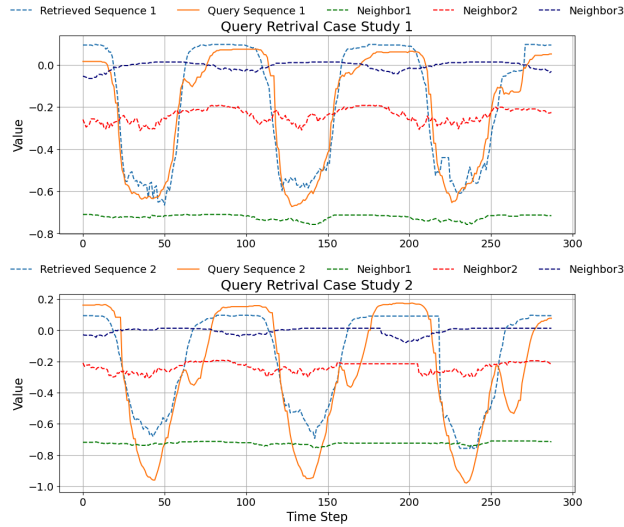 Retrieved Sequence 1 Query Sequence 1 Neighbor1 Neighbor2 Neighbor3
Query Retrival Case Study 1
0.0
−0.2
−0.4
−0.6
−0.8
Value
0 50 100 150 200 250 300
Retrieved Sequence 2 Query Sequence 2 Neighbor1 Neighbor2 Neighbor3
Query Retrival Case Study 2
0.2
0.0
−0.2
−0.4
−0.6
−0.8
−1.0
Value
0 50 100 150 200 250 300
Time Step